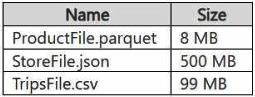 Name Size
ProductFile.parquet 8 MB
StoreFile.json 500 MB
TripsFile.csv 99 MB